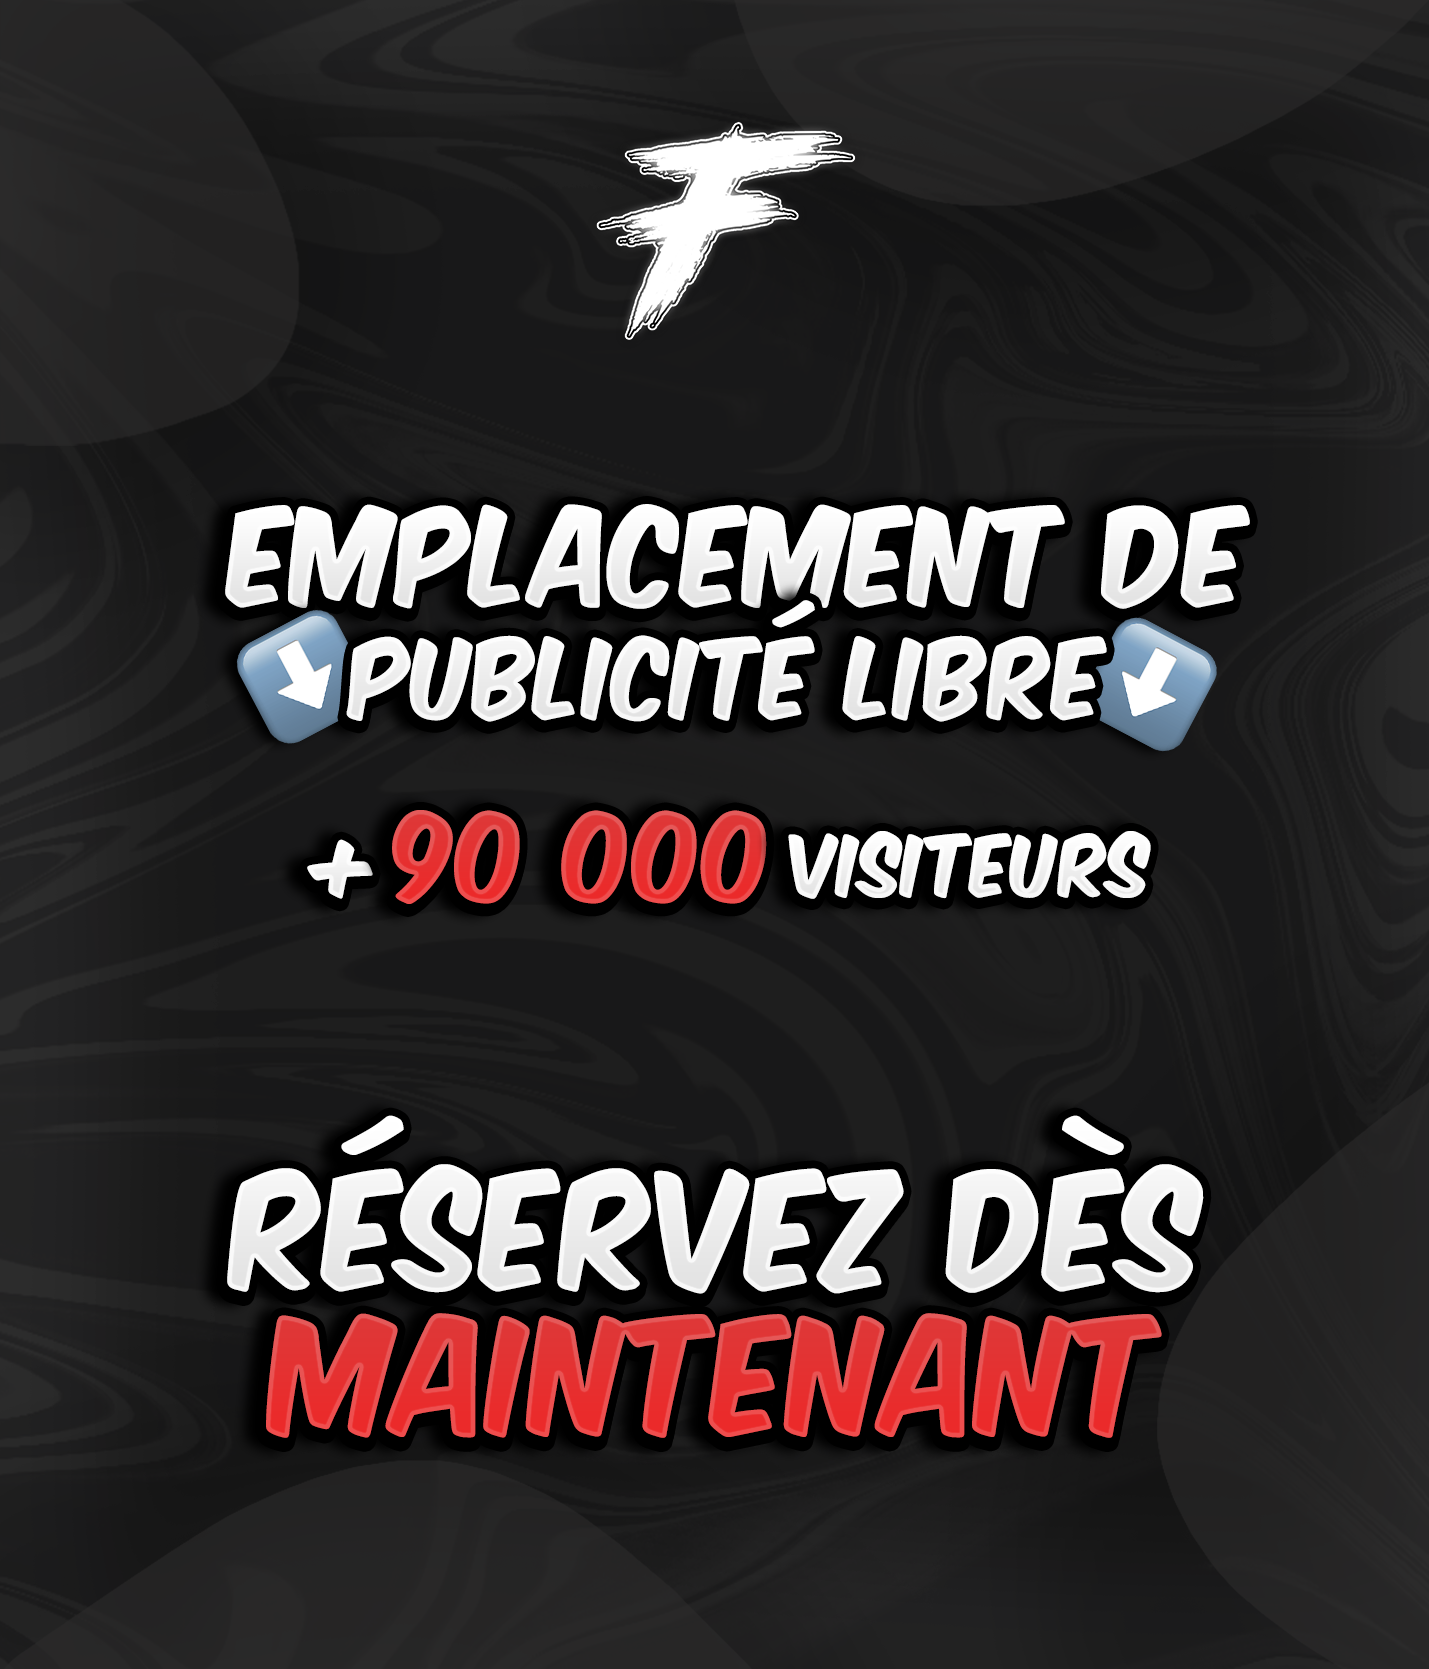 F
EMPLACEMENT DE
PUBLICITÉ LIBRE
+ 90 000 VISITEURS
RÉSERVEZ DÈS
MAINTENANT